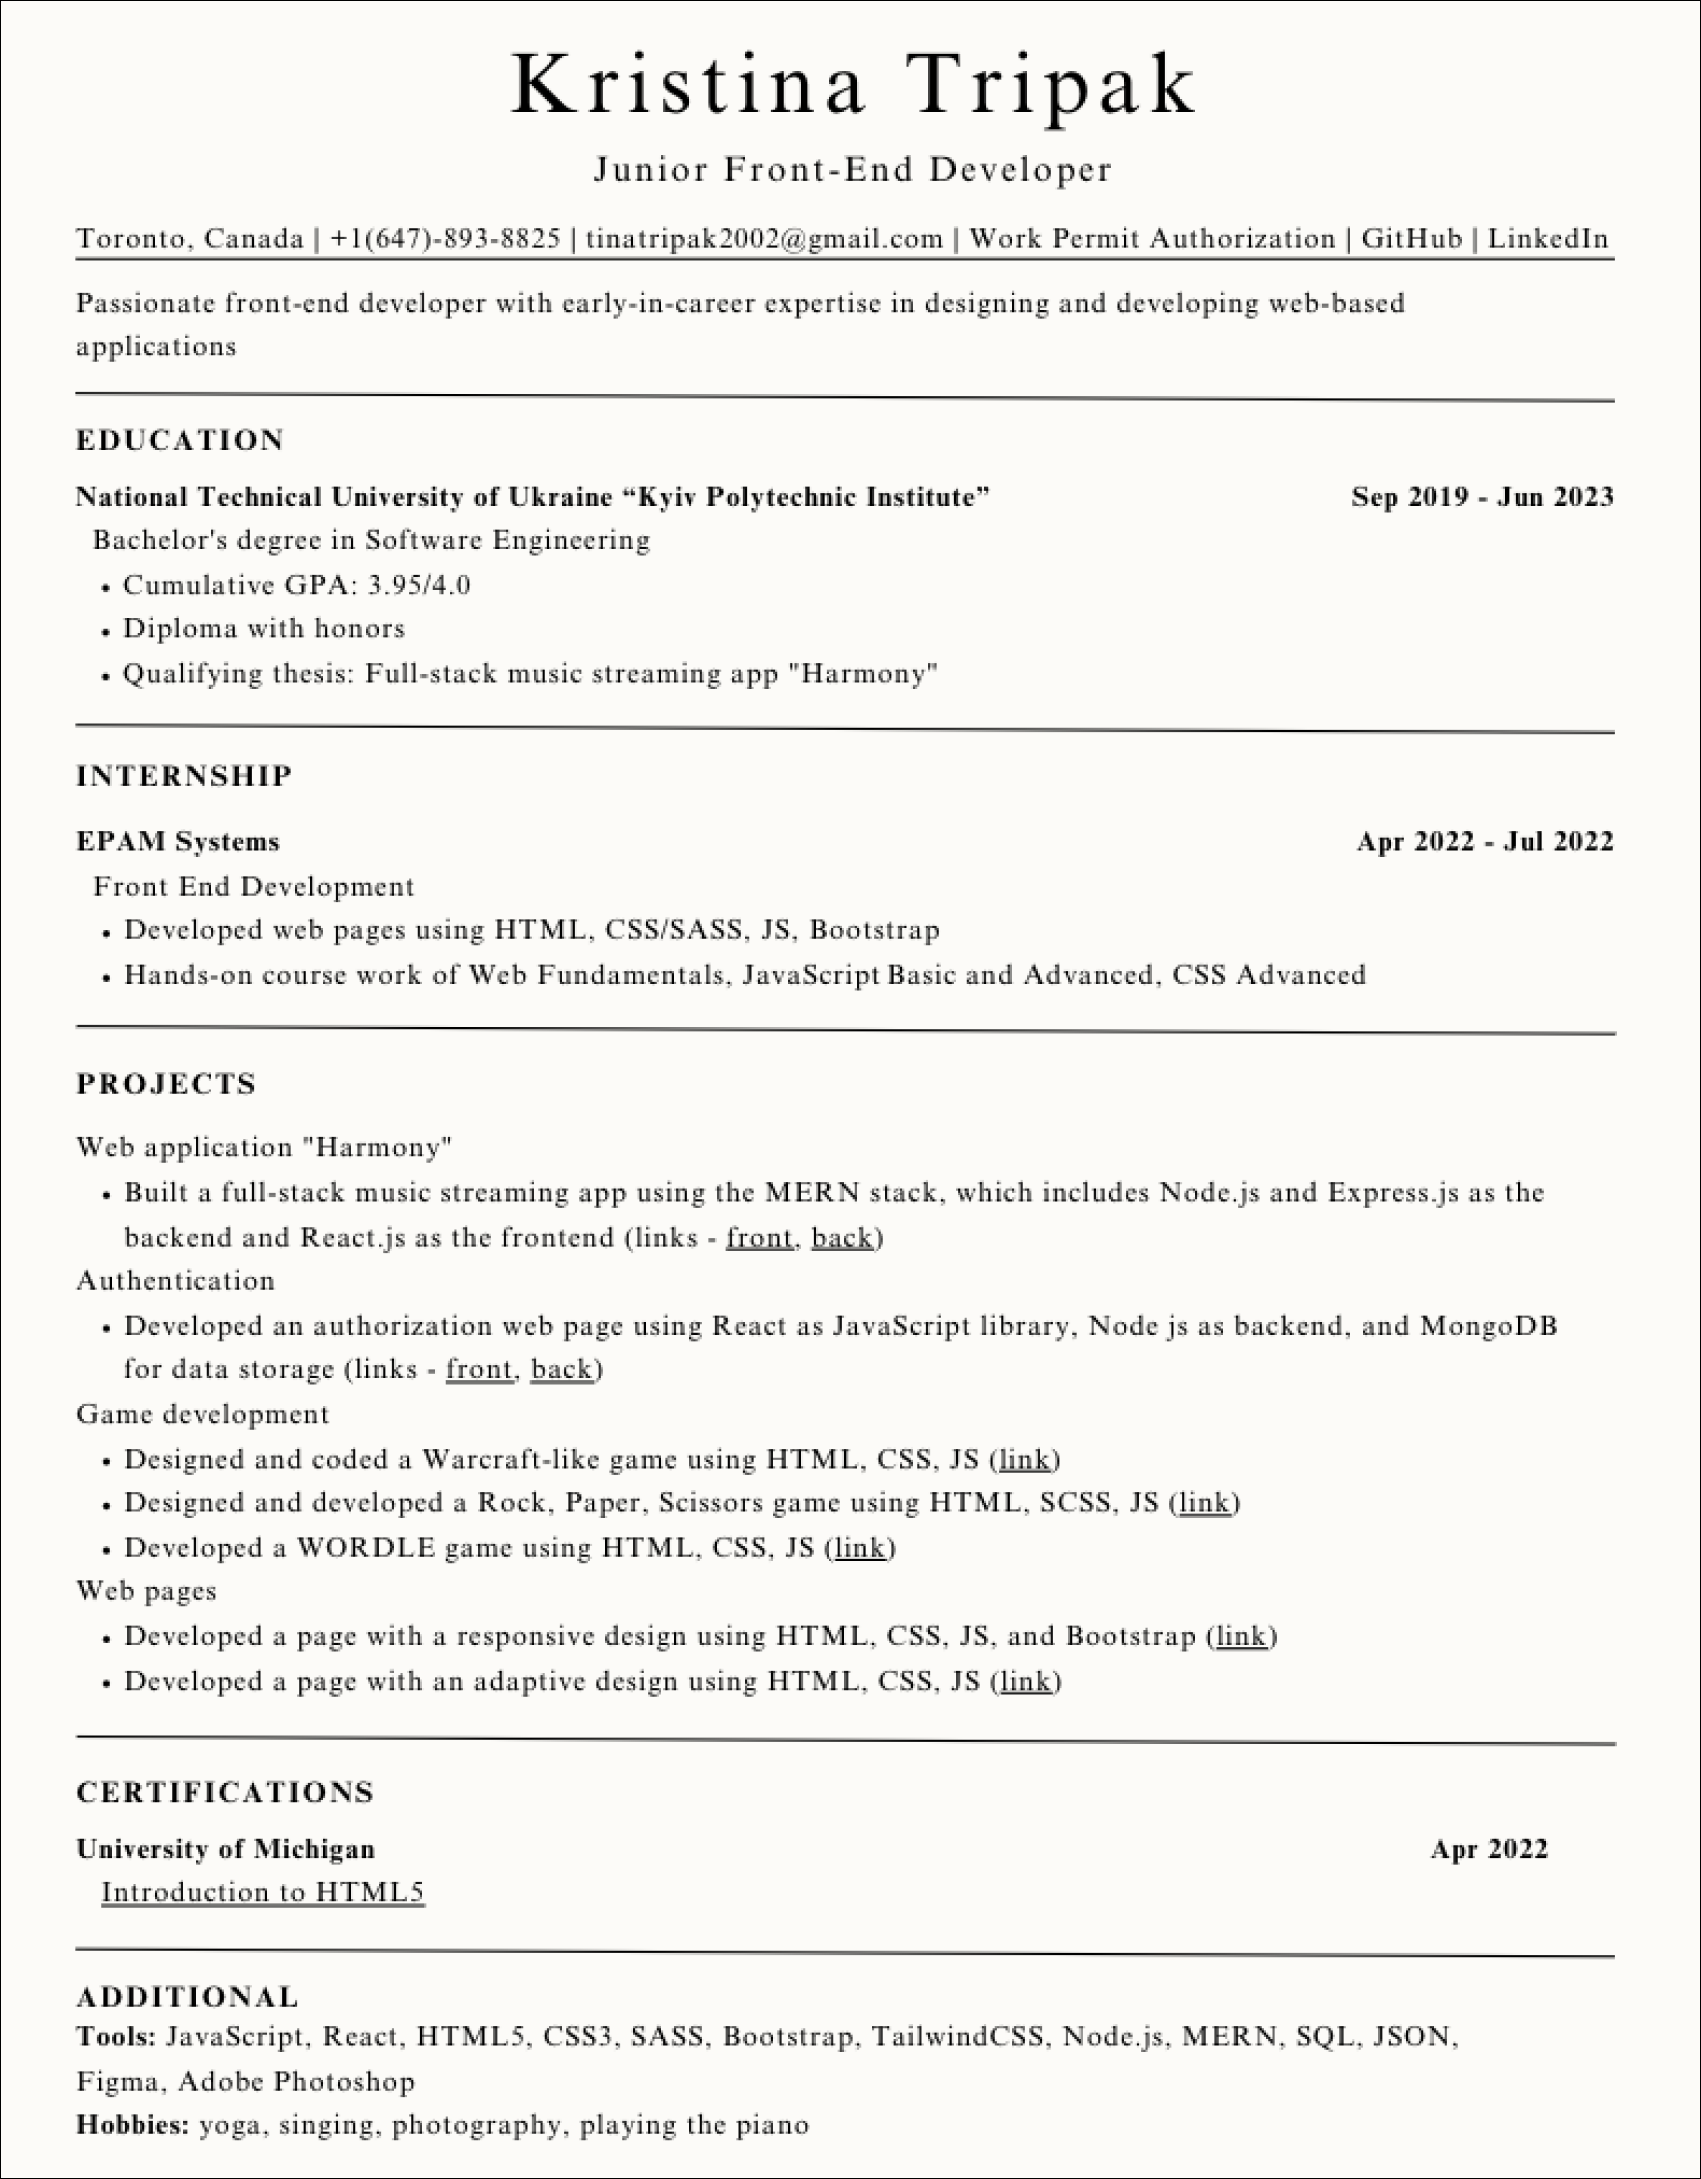 Kristina Tripak
Junior Front-End Developer
Toronto, Canada | +1(647)-893-8825 | tinatripak2002@gmail.com | Work Permit Authorization | GitHub | LinkedIn
Passionate front-end developer with early-in-career expertise in designing and developing web-based
applications
EDUCATION
National Technical University of Ukraine “Kyiv Polytechnic Institute” Sep 2019 - Jun 2023
Bachelor's degree in Software Engineering
• Cumulative GPA: 3.95/4.0
• Diploma with honors
• Qualifying thesis: Full-stack music streaming app "Harmony"
INTERNSHIP
EPAM Systems Apr 2022 - Jul 2022
Front End Development
• Developed web pages using HTML, CSS/SASS, JS, Bootstrap
• Hands-on course work of Web Fundamentals, JavaScript Basic and Advanced, CSS Advanced
PROJECTS
Web application "Harmony"
• Built a full-stack music streaming app using the MERN stack, which includes Node.js and Express.js as the
backend and React.js as the frontend (links - front, back)
Authentication
• Developed an authorization web page using React as JavaScript library, Node js as backend, and MongoDB
for data storage (links - front, back)
Game development
• Designed and coded a Warcraft-like game using HTML, CSS, JS (link)
• Designed and developed a Rock, Paper, Scissors game using HTML, SCSS, JS (link)
• Developed a WORDLE game using HTML, CSS, JS (link)
Web pages
• Developed a page with a responsive design using HTML, CSS, JS, and Bootstrap (link)
• Developed a page with an adaptive design using HTML, CSS, JS (link)
CERTIFICATIONS
University of Michigan Apr 2022
Introduction to HTML5
ADDITIONAL
Tools: JavaScript, React, HTML5, CSS3, SASS, Bootstrap, TailwindCSS, Node.js, MERN, SQL, JSON,
Figma, Adobe Photoshop
Hobbies: yoga, singing, photography, playing the piano